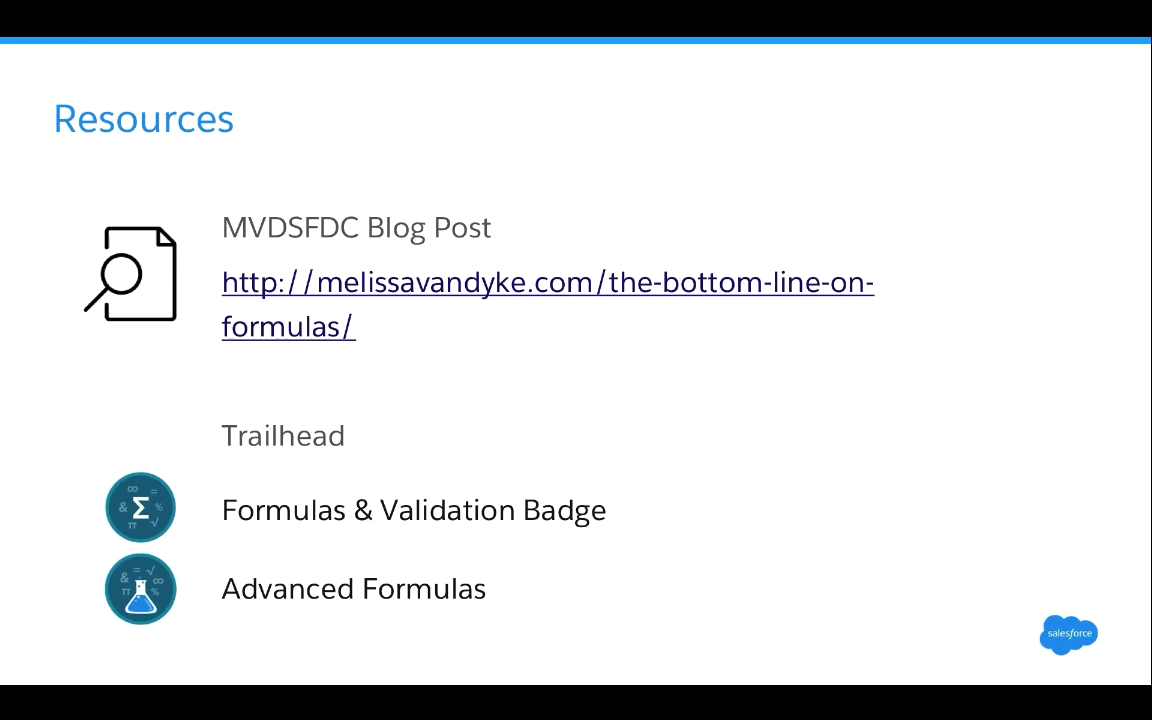 Resources
MVDSFDC Blog Post
http://melissavandyke.com/the-bottom-line-on-
formulas/
Trailhead
∞ =
& Σ %
π √
Formulas & Validation Badge
= √
& ∞
π %
Advanced Formulas
salesforce